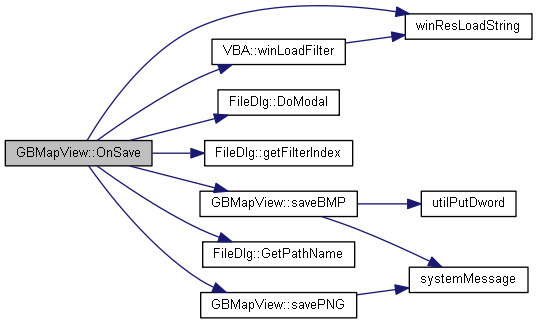 winResLoadString
VBA::winLoadFilter
FileDlg::DoModal
GBMapView::OnSave
FileDlg::getFilterIndex
GBMapView::saveBMP
utilPutDword
FileDlg::GetPathName
systemMessage
GBMapView::savePNG